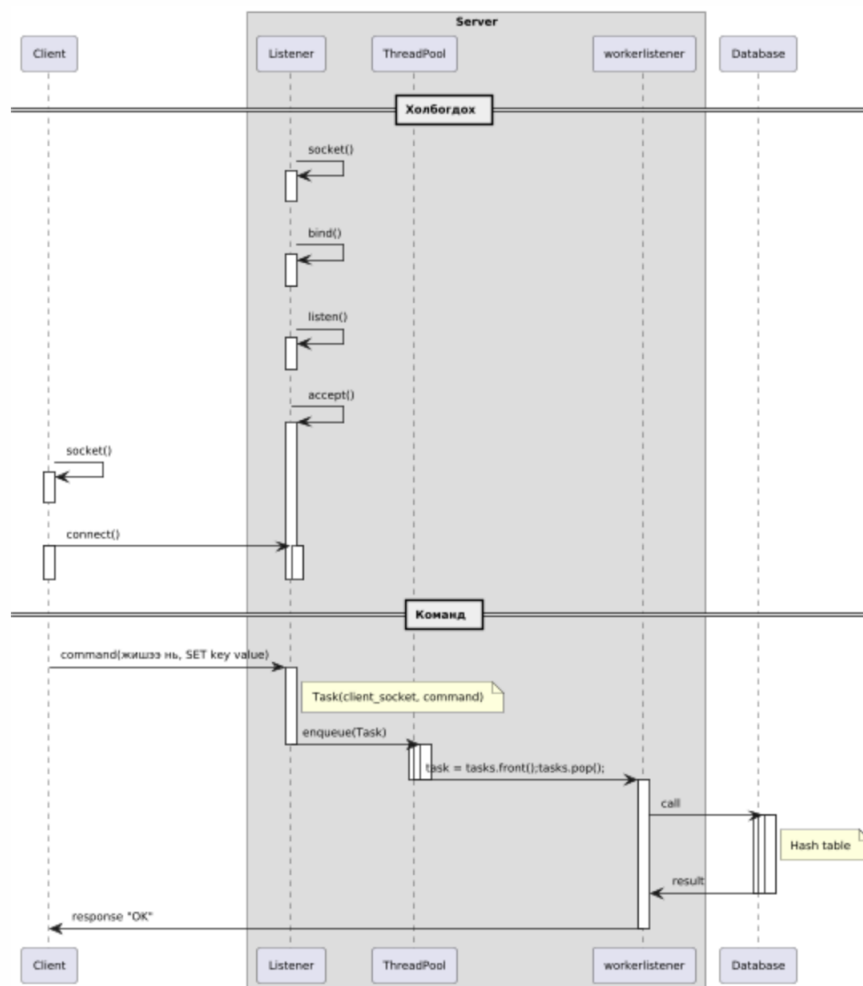 Server
Client
Listener
ThreadPool
workerlistener
Database
Холбогдох
socket()
bind()
listen()
accept()
socket()
connect()
Команд
command(жишээ нь, SET key value)
Task(client_socket, command)
enqueue(Task)
task = tasks.front();tasks.pop();
call
Hash table
result
response "OK"
Client
Listener
ThreadPool
workerlistener
Database